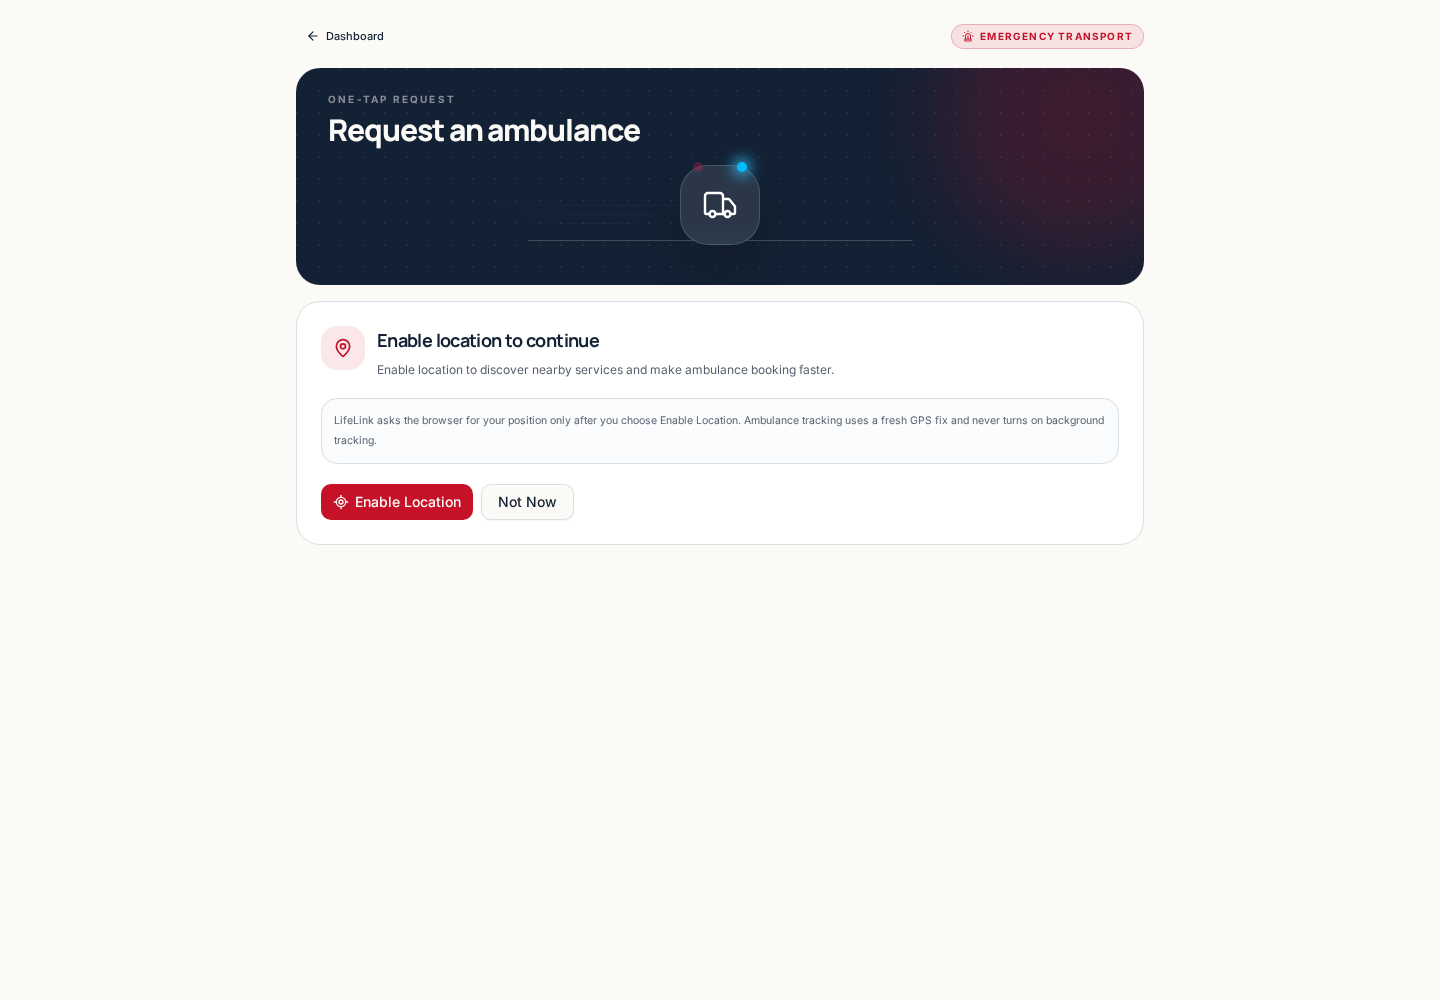 Dashboard
EMERGENCY TRANSPORT
ONE-TAP REQUEST
Request an ambulance
Enable location to continue
Enable location to discover nearby services and make ambulance booking faster.
LifeLink asks the browser for your position only after you choose Enable Location. Ambulance tracking uses a fresh GPS fix and never turns on background
tracking.
Enable Location
Not Now